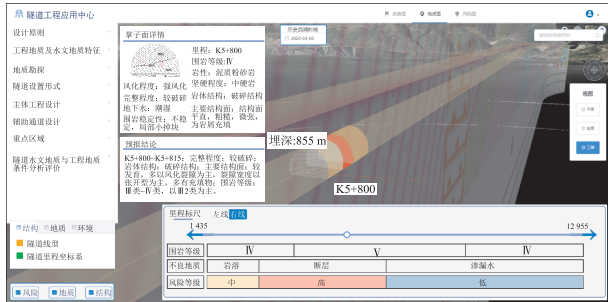 隧道工程应用中心
设计原则
工程地质及水文地质特征
地质勘探
隧道设置形式
主体工程设计
辅助通道设计
重点区域
隧道水文地质与工程地质
条件分析评价
结构 地质 环境
隧道线型
隧道里程坐标系
风险 地质 结构
掌子面详情
里程：K5+800
围岩等级:Ⅳ
岩性：泥质粉砂岩
风化程度：强风化 坚硬程度：中硬岩
完整程度：较破碎 岩体结构：破碎结构
地下水：潮湿 主要结构面：结构面
围岩稳定性：不稳 平直，粗糙，微张，
定，局部小掉块 为岩屑充填
预报结论
K5+800~K5+815：完整程度：较破碎；
岩体结构：破碎结构；主要结构面：较
发育，多以风化裂隙为主。裂隙宽度以
张开型为主，多有充填物；围岩等级：
Ⅲ类–Ⅳ类，以Ⅲ2类为主。
2020-04-08
埋深:855 m
K5+800
视图
里程标尺 左线 右线
1 435 12 955
围岩等级 Ⅳ Ⅴ Ⅳ
不良地质 岩溶 断层 渗漏水
风险等级 中 高 低